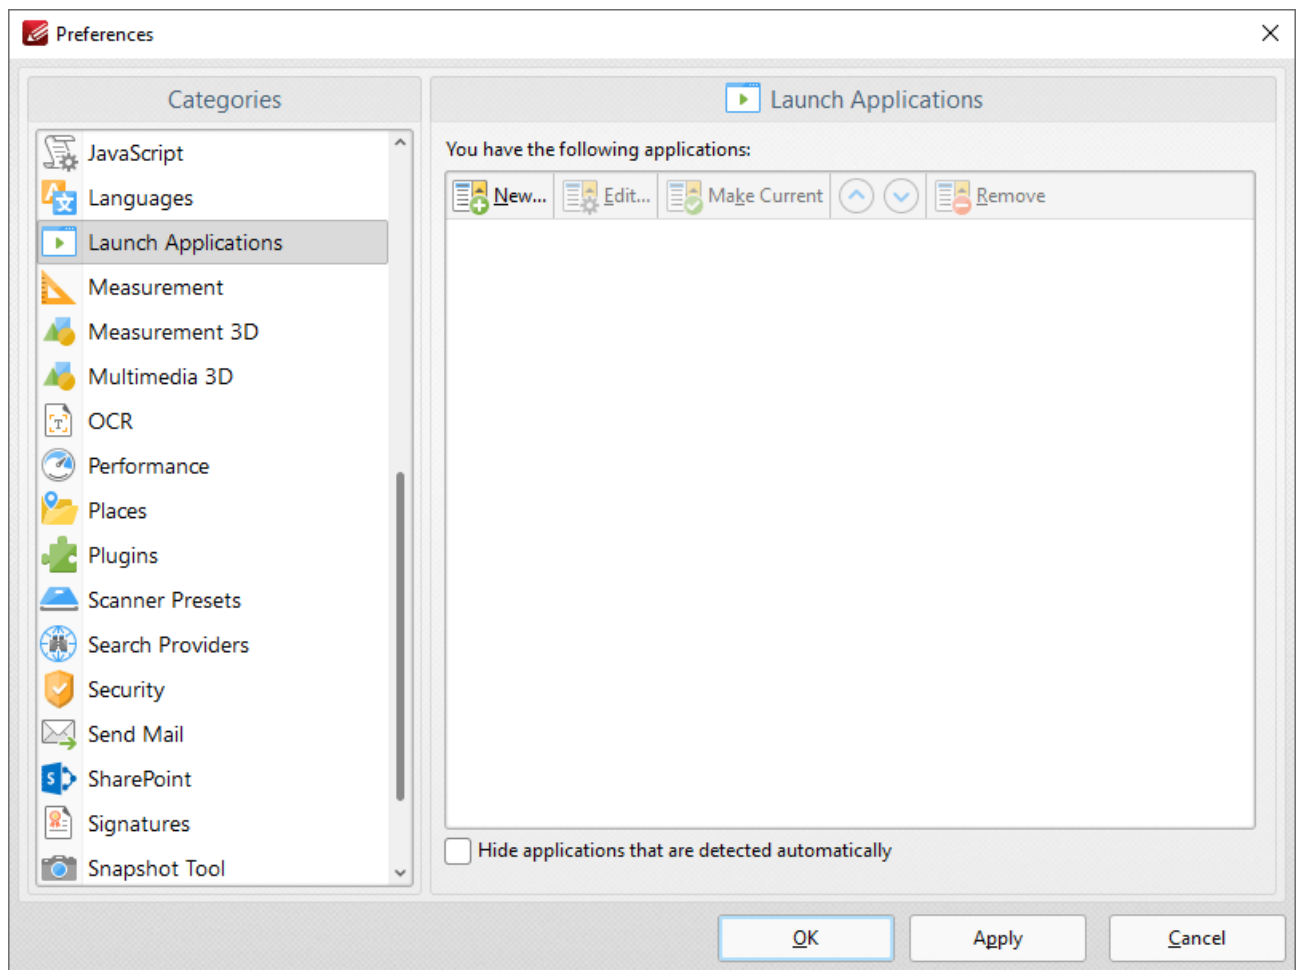 Preferences
Categories
JavaScript
Languages
Launch Applications
Measurement
Measurement 3D
Multimedia 3D
OCR
Performance
Places
Plugins
Scanner Presets
Search Providers
Security
Send Mail
SharePoint
Signatures
Snapshot Tool
Launch Applications
You have the following applications:
New... Edit... Make Current Remove
Hide applications that are detected automatically
OK Apply Cancel